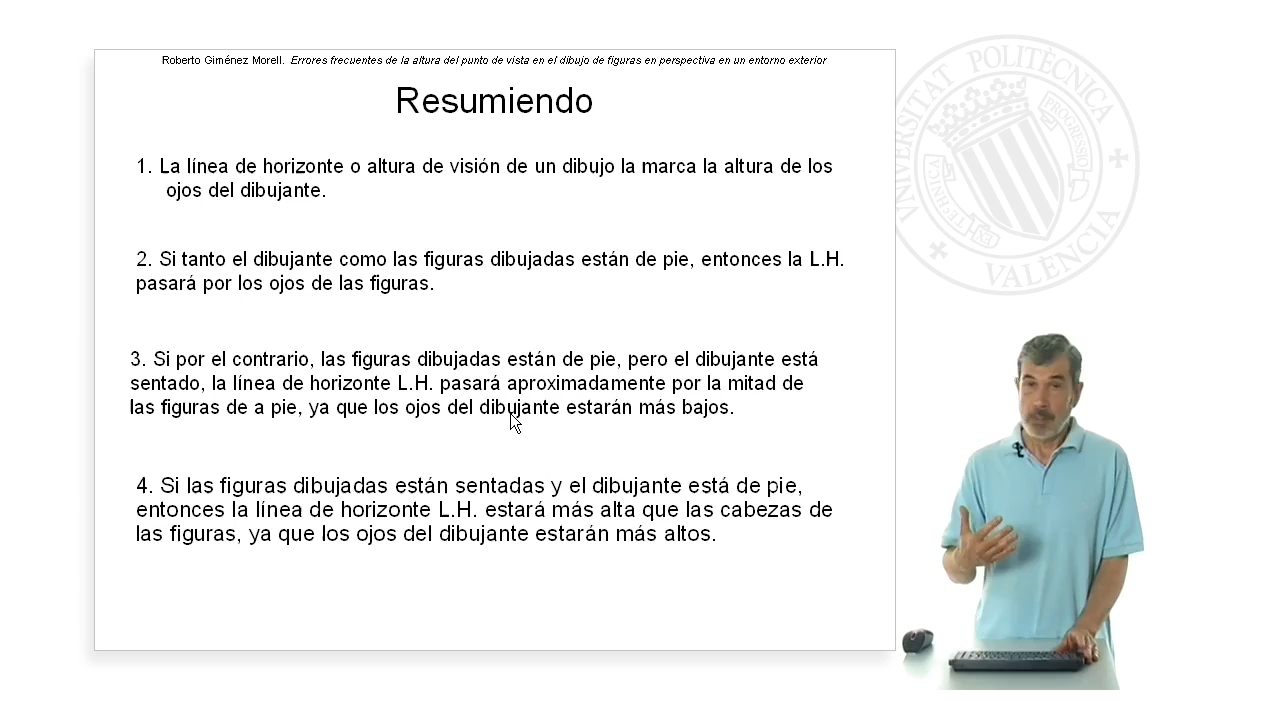 Roberto Giménez Morell. Errores frecuentes de la altura del punto de vista en el dibujo de figuras en perspectiva en un entorno exterior
Resumiendo
1. La línea de horizonte o altura de visión de un dibujo la marca la altura de los
ojos del dibujante.
2. Si tanto el dibujante como las figuras dibujadas están de pie, entonces la L.H.
pasará por los ojos de las figuras.
3. Si por el contrario, las figuras dibujadas están de pie, pero el dibujante está
sentado, la línea de horizonte L.H. pasará aproximadamente por la mitad de
las figuras de a pie, ya que los ojos del dibujante estarán más bajos.
4. Si las figuras dibujadas están sentadas y el dibujante está de pie,
entonces la línea de horizonte L.H. estará más alta que las cabezas de
las figuras, ya que los ojos del dibujante estarán más altos.
UNIVERSITAT POLITÈCNICA
VALÈNCIA